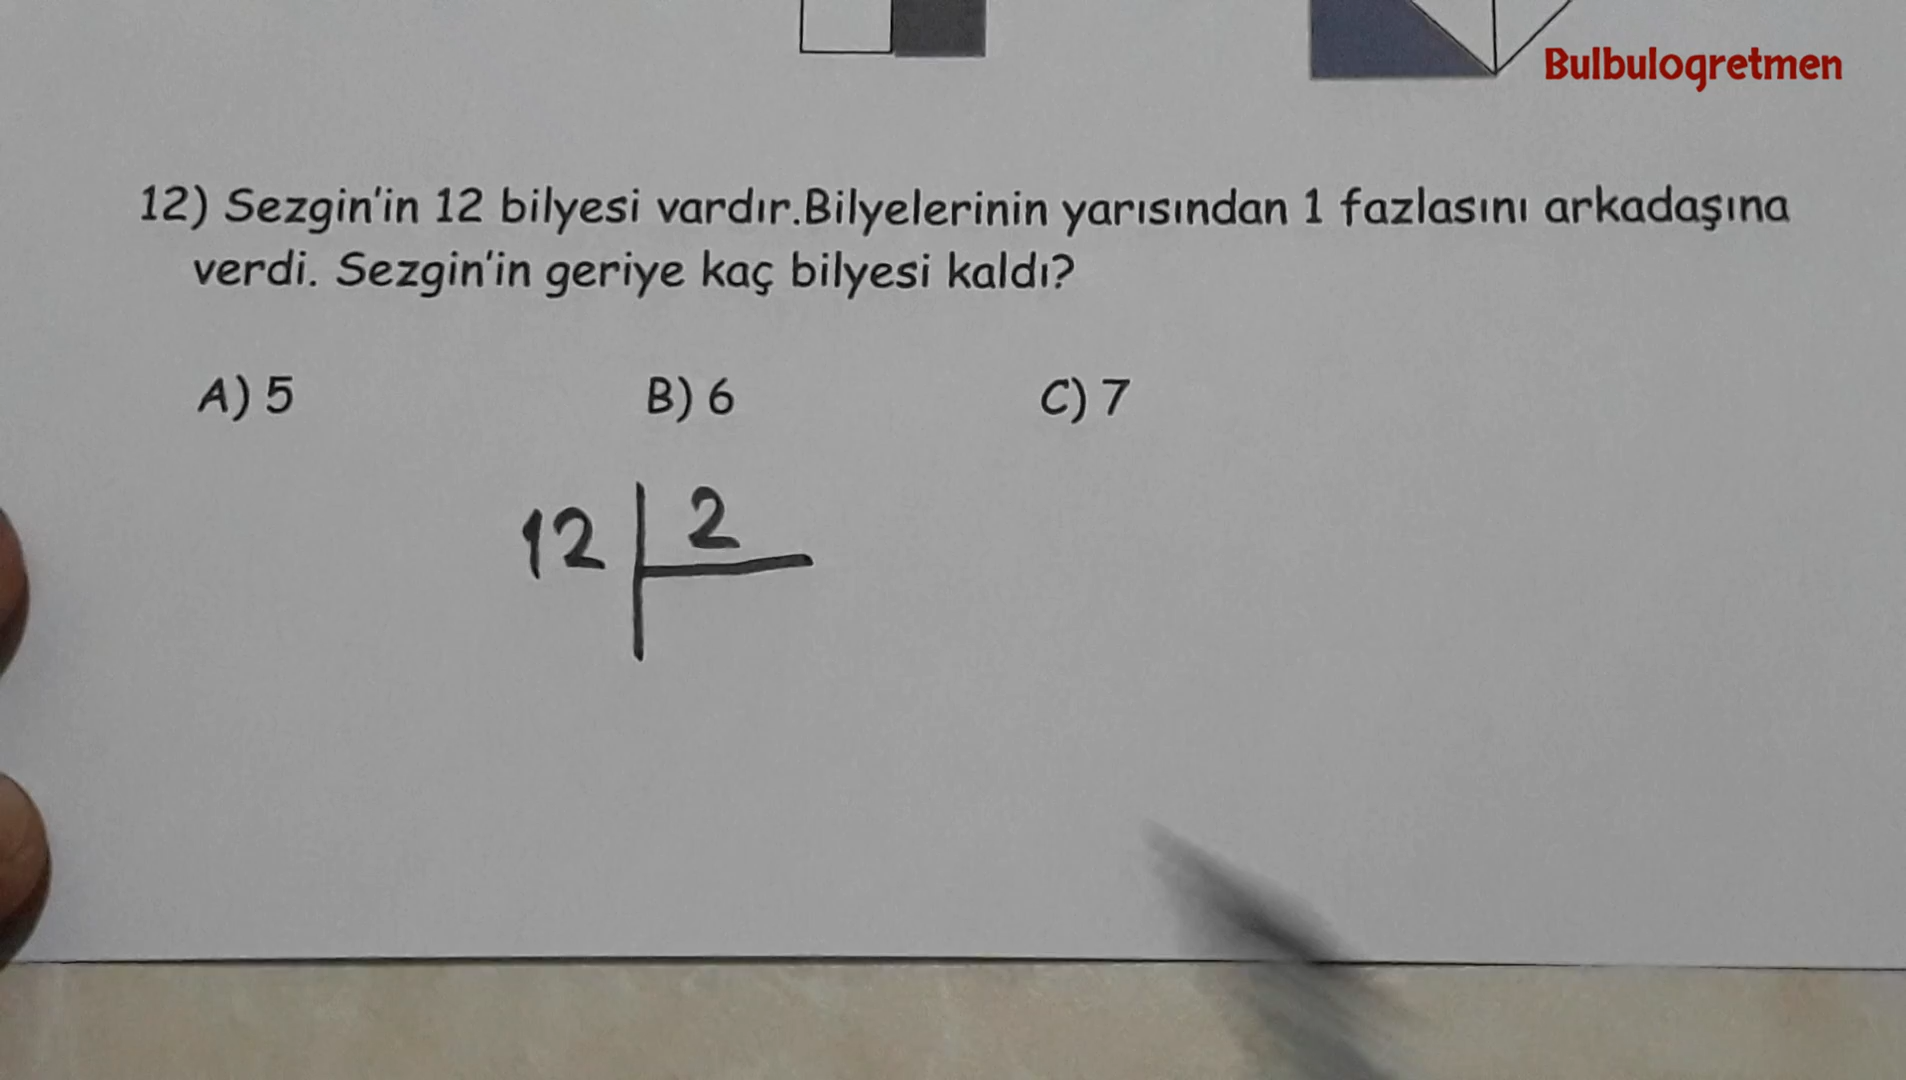 Bulbulogretmen
12) Sezgin'in 12 bilyesi vardır.Bilyelerinin yarısından 1 fazlasını arkadaşına
verdi. Sezgin'in geriye kaç bilyesi kaldı?
A) 5 B) 6 C) 7
12 2